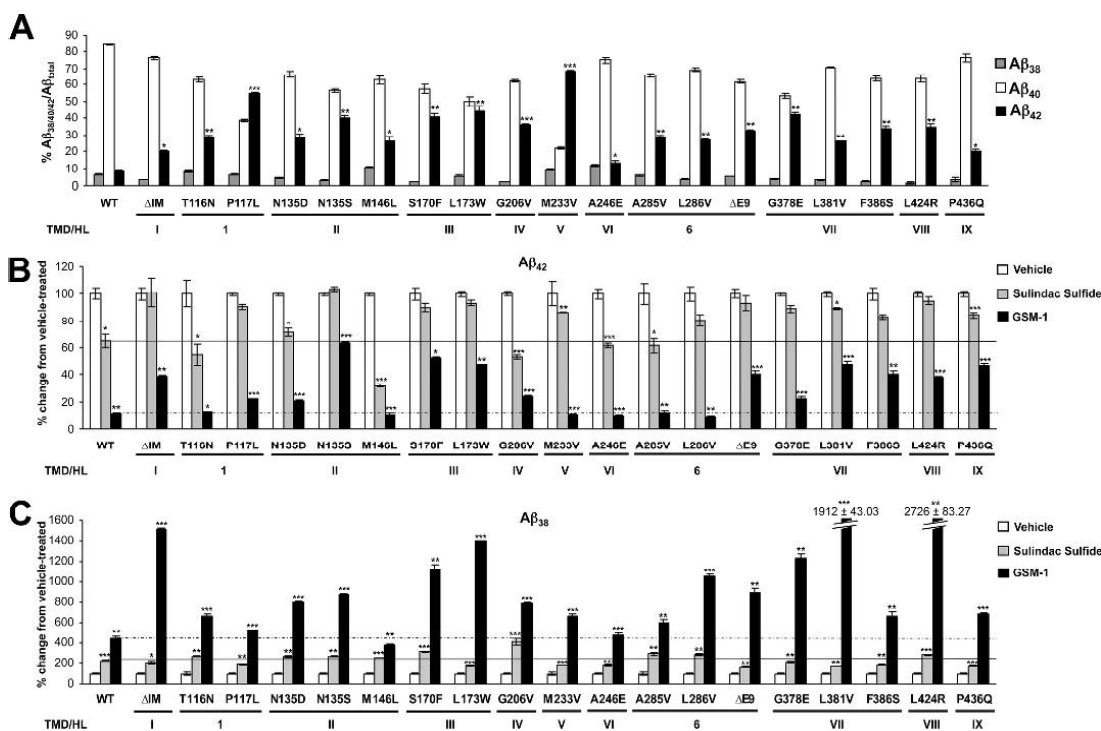 A
% Aβ38/40/42/Aβtotal
90
80
70
60
50
40
30
20
10
0
Aβ38
Aβ40
Aβ42
WT ΔIM T116N P117L N135D N135S M146L S170F L173W G206V M233V A246E A285V L286V ΔE9 G378E L381V F386S L424R P436Q
TMD/HL I 1 II III IV V VI 6 VII VIII IX
B
Aβ42
% change from vehicle-treated
120
100
80
60
40
20
0
Vehicle
Sulindac Sulfide
GSM-1
WT ΔIM T116N P117L N135D N135S M146L S170F L173W G206V M233V A246E A285V L286V ΔE9 G378E L381V F386S L424R P436Q
TMD/HL I 1 II III IV V VI 6 VII VIII IX
C
Aβ38
% change from vehicle-treated
1600
1400
1200
1000
800
600
400
200
0
1912 ± 43.03
2726 ± 83.27
Vehicle
Sulindac Sulfide
GSM-1
WT ΔIM T116N P117L N135D N135S M146L S170F L173W G206V M233V A246E A285V L286V ΔE9 G378E L381V F386S L424R P436Q
TMD/HL I 1 II III IV V VI 6 VII VIII IX